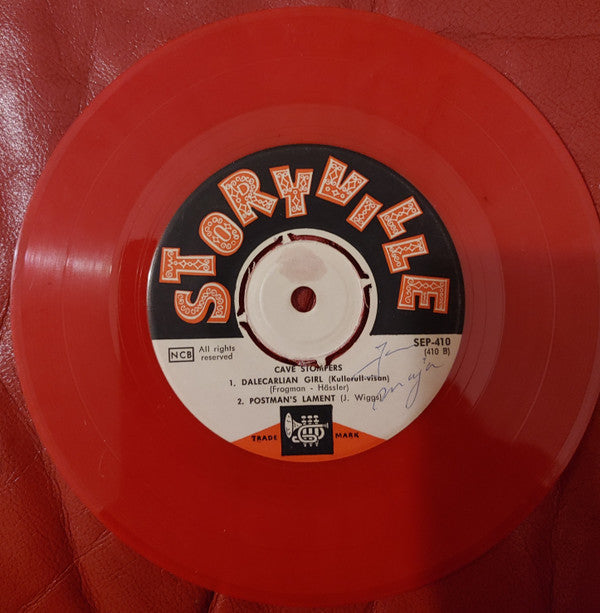 STORYVILLE
SEP-410
(410 B)
NCB
All rights
reserved
CAVE STOMPERS
1. DALECARLIAN GIRL (Kullerull-visan)
(Frogman - Hössler)
2. POSTMAN'S LAMENT (J. Wiggs)
TRADE MARK